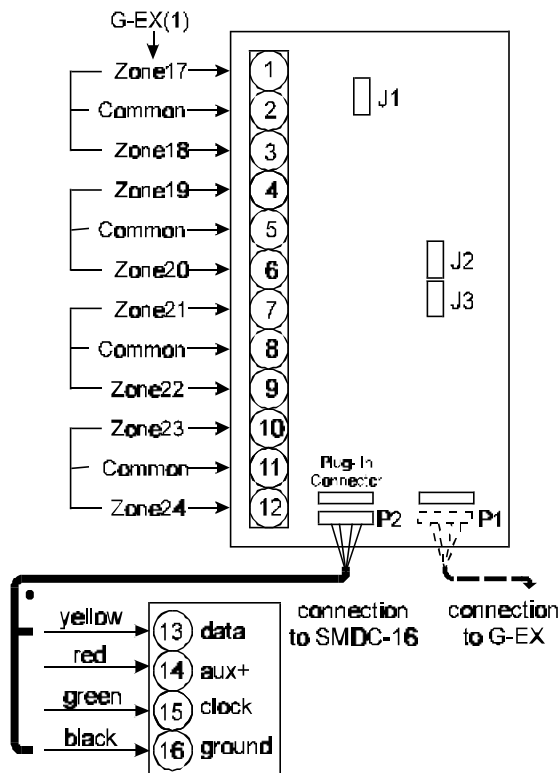 G-EX(1)
Zone17 1
Common 2
Zone18 3
Zone19 4
Common 5
Zone20 6
Zone21 7
Common 8
Zone22 9
Zone23 10
Common 11
Zone24 12
J1
J2
J3
Plug-In
Connector
P2 P1
connection
to SMDC-16
connection
to G-EX
yellow 13 data
red 14 aux+
green 15 clock
black 16 ground